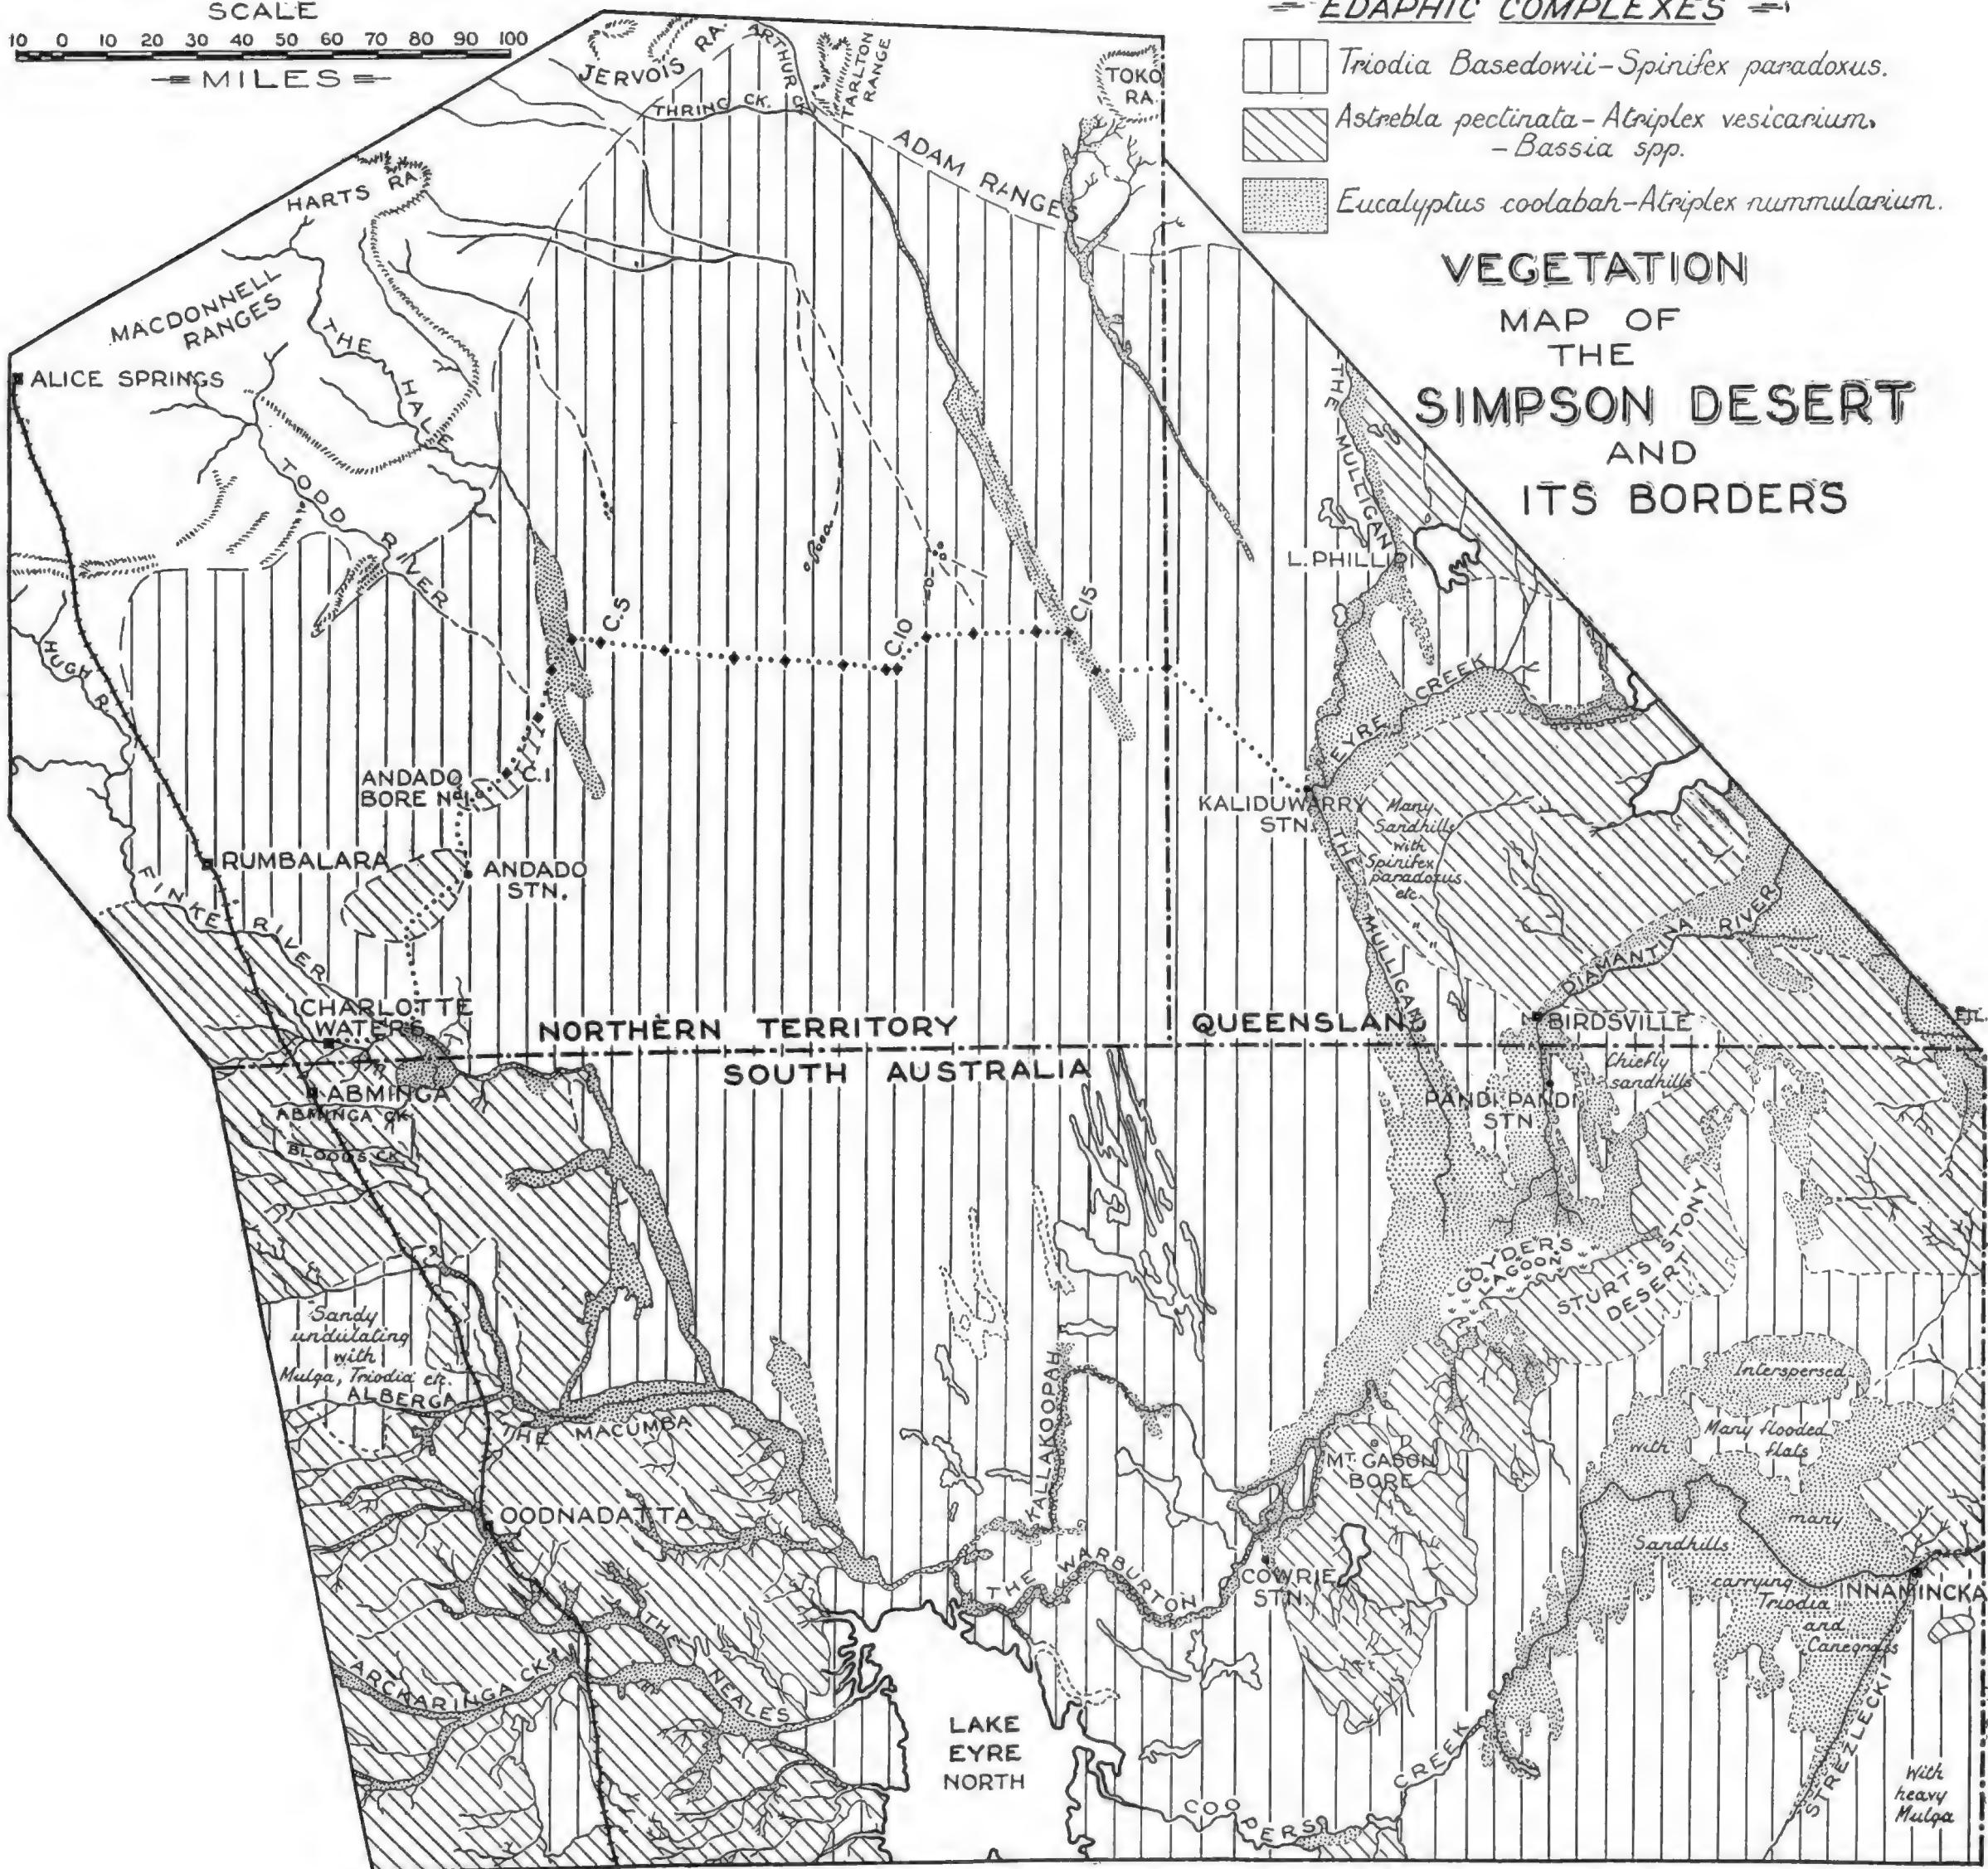 SCALE
10 0 10 20 30 40 50 60 70 80 90 100
MILES
EDAPHIC COMPLEXES
Triodia Basedowii-Spinifex paradoxus.
Astrebla pectinata-Atriplex vesicarium.
-Bassia spp.
Eucalyptus coolabah-Atriplex nummularium.
VEGETATION
MAP OF
THE
SIMPSON DESERT
AND
ITS BORDERS
JERVOIS RA.
ARTHUR CK.
TARLTON
RANGE
THRING CK.
TOKO
RA.
ADAM RANGES
HARTS RA.
MACDONNELL
RANGES
THE HALE
ALICE SPRINGS
TODD RIVER
THE MULLIGAN
L. PHILLIPI
HUGH R.
C.5
C.10
C.15
EYRE CREEK
ANDADO
BORE No 1.
C.1
KALIDUWARRY
STN.
Many
Sandhills
with
Spinifex
paradoxus
etc.
" "
THE MULLIGAN
RUMBALARA
ANDADO
STN.
FINKE RIVER
DIAMANTINA RIVER
CHARLOTTE
WATERS
NORTHERN TERRITORY
QUEENSLAND
BIRDSVILLE
SOUTH AUSTRALIA
Chiefly
sandhills
ABMINGA
ABMINGA CK.
PANDI PANDI
STN.
BLOODS CK.
GOYDER'S
LAGOON
STURT'S STONY
DESERT
Sandy
undulating
with
Mulga, Triodia etc.
ALBERGA
THE MACUMBA
KALLAKOOPAH
Interspersed
with
Many flooded
flats
MT. GASON
BORE
OODNADATTA
many
Sandhills
THE WARBURTON
COWRIE
STN.
carrying
Triodia
and
Canegrass
INNAMINCKA
THE NEALES
ARCKARINGA CK.
LAKE
EYRE
NORTH
COOPERS CREEK
STREZLECKI
With
heavy
Mulga